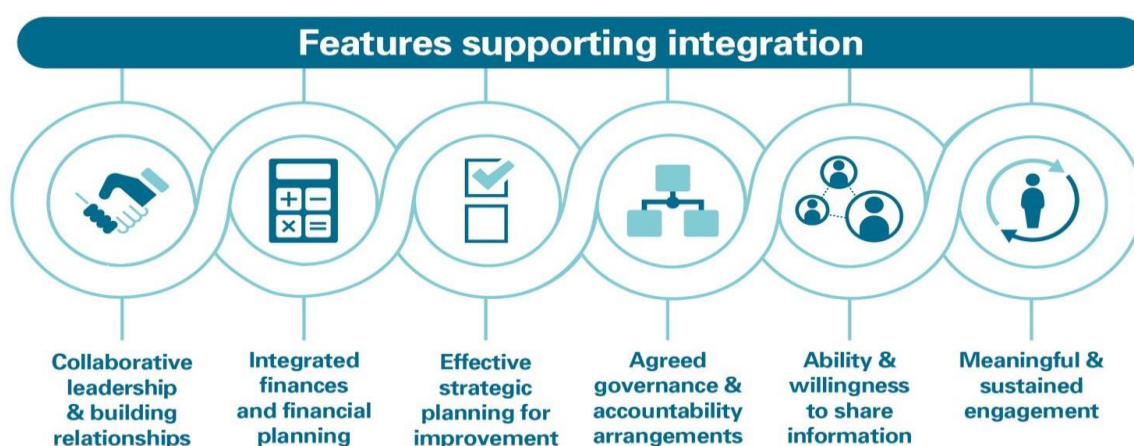 Features supporting integration
Collaborative
leadership
& building
relationships
Integrated
finances
and financial
planning
Effective
strategic
planning for
improvement
Agreed
governance &
accountability
arrangements
Ability &
willingness
to share
information
Meaningful &
sustained
engagement